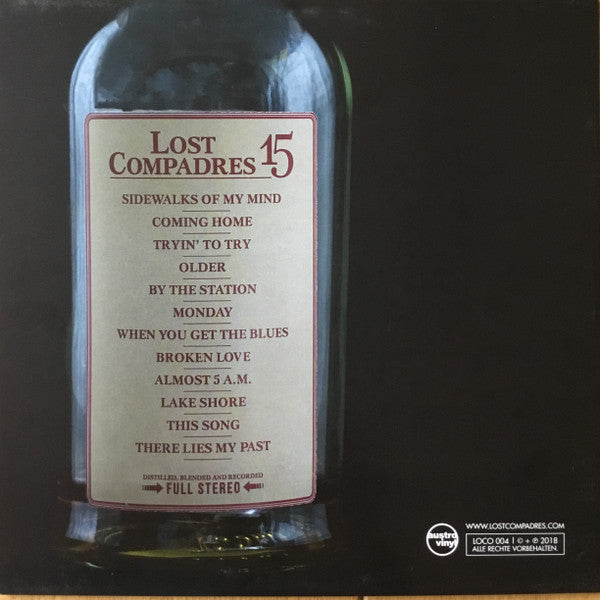 LOST
COMPADRES 15
SIDEWALKS OF MY MIND
COMING HOME
TRYIN' TO TRY
OLDER
BY THE STATION
MONDAY
WHEN YOU GET THE BLUES
BROKEN LOVE
ALMOST 5 A.M.
LAKE SHORE
THIS SONG
THERE LIES MY PAST
DISTILLED, BLENDED AND RECORDED
FULL STEREO
austro
vinyl
WWW.LOSTCOMPADRES.COM
LOCO 004 | © + ℗ 2018
ALLE RECHTE VORBEHALTEN.